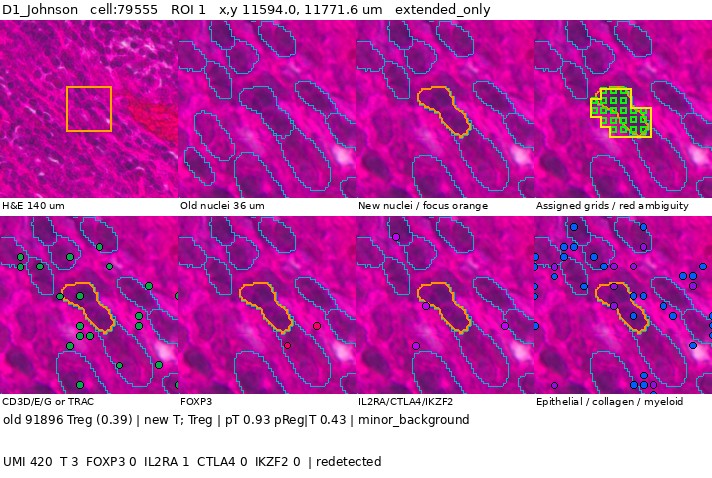 D1_Johnson cell:79555 ROI 1 x,y 11594.0, 11771.6 um extended_only
H&E 140 um
Old nuclei 36 um
New nuclei / focus orange
Assigned grids / red ambiguity
CD3D/E/G or TRAC
FOXP3
IL2RA/CTLA4/IKZF2
Epithelial / collagen / myeloid
old 91896 Treg (0.39) | new T; Treg | pT 0.93 pReg|T 0.43 | minor_background
UMI 420 T 3 FOXP3 0 IL2RA 1 CTLA4 0 IKZF2 0 | redetected